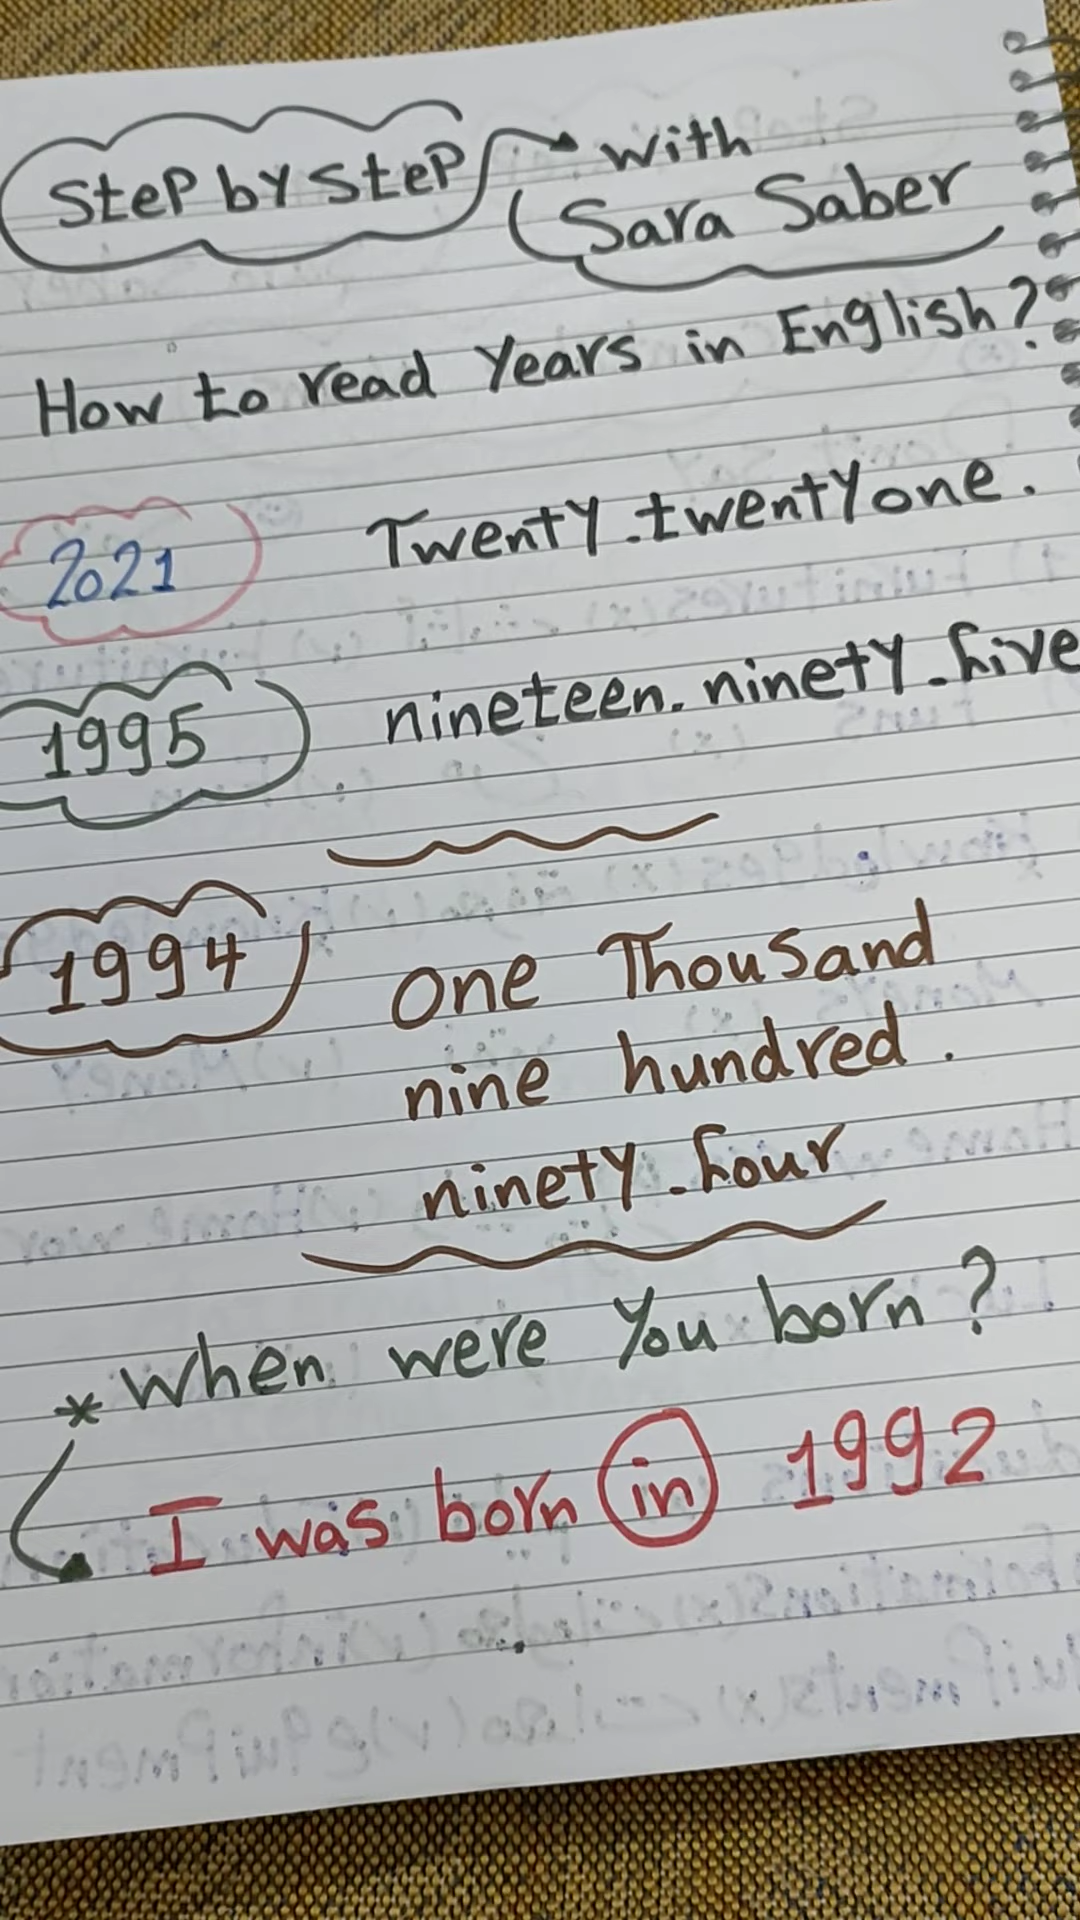 Step by step with
Sara Saber
How to read years in English?
2021 Twenty-twenty one.
1995 nineteen. ninety-five
1994 one Thousand
nine hundred.
ninety-four
* When were you born?
I was born in 1992